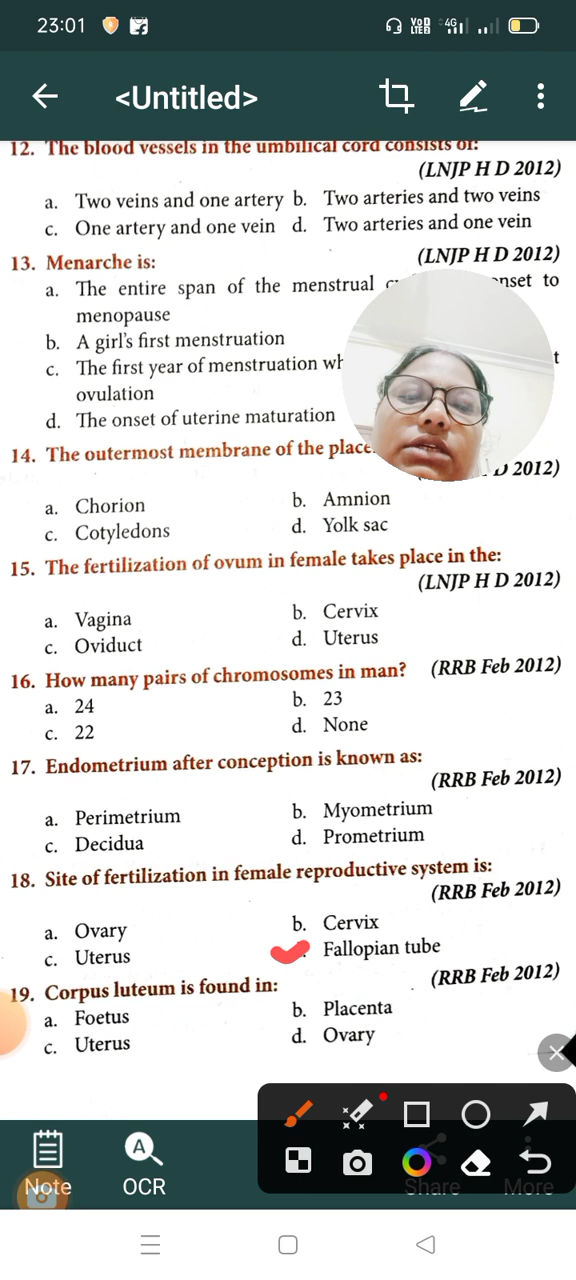 23:01
VoD
LTE2
4G
<Untitled>
12. The blood vessels in the umbilical cord consists of:
(LNJP H D 2012)
a. Two veins and one artery b. Two arteries and two veins
c. One artery and one vein d. Two arteries and one vein
13. Menarche is: (LNJP H D 2012)
a. The entire span of the menstrual to
menopause
b. A girl's first menstruation
c. The first year of menstruation
ovulation
d. The onset of uterine maturation
14. The outermost membrane of the
D 2012)
a. Chorion b. Amnion
c. Cotyledons d. Yolk sac
15. The fertilization of ovum in female takes place in the:
(LNJP H D 2012)
a. Vagina b. Cervix
c. Oviduct d. Uterus
16. How many pairs of chromosomes in man? (RRB Feb 2012)
a. 24 b. 23
c. 22 d. None
17. Endometrium after conception is known as:
(RRB Feb 2012)
a. Perimetrium b. Myometrium
c. Decidua d. Prometrium
18. Site of fertilization in female reproductive system is:
(RRB Feb 2012)
a. Ovary b. Cervix
c. Uterus Fallopian tube
19. Corpus luteum is found in: (RRB Feb 2012)
a. Foetus b. Placenta
c. Uterus d. Ovary
A
Note OCR Share More